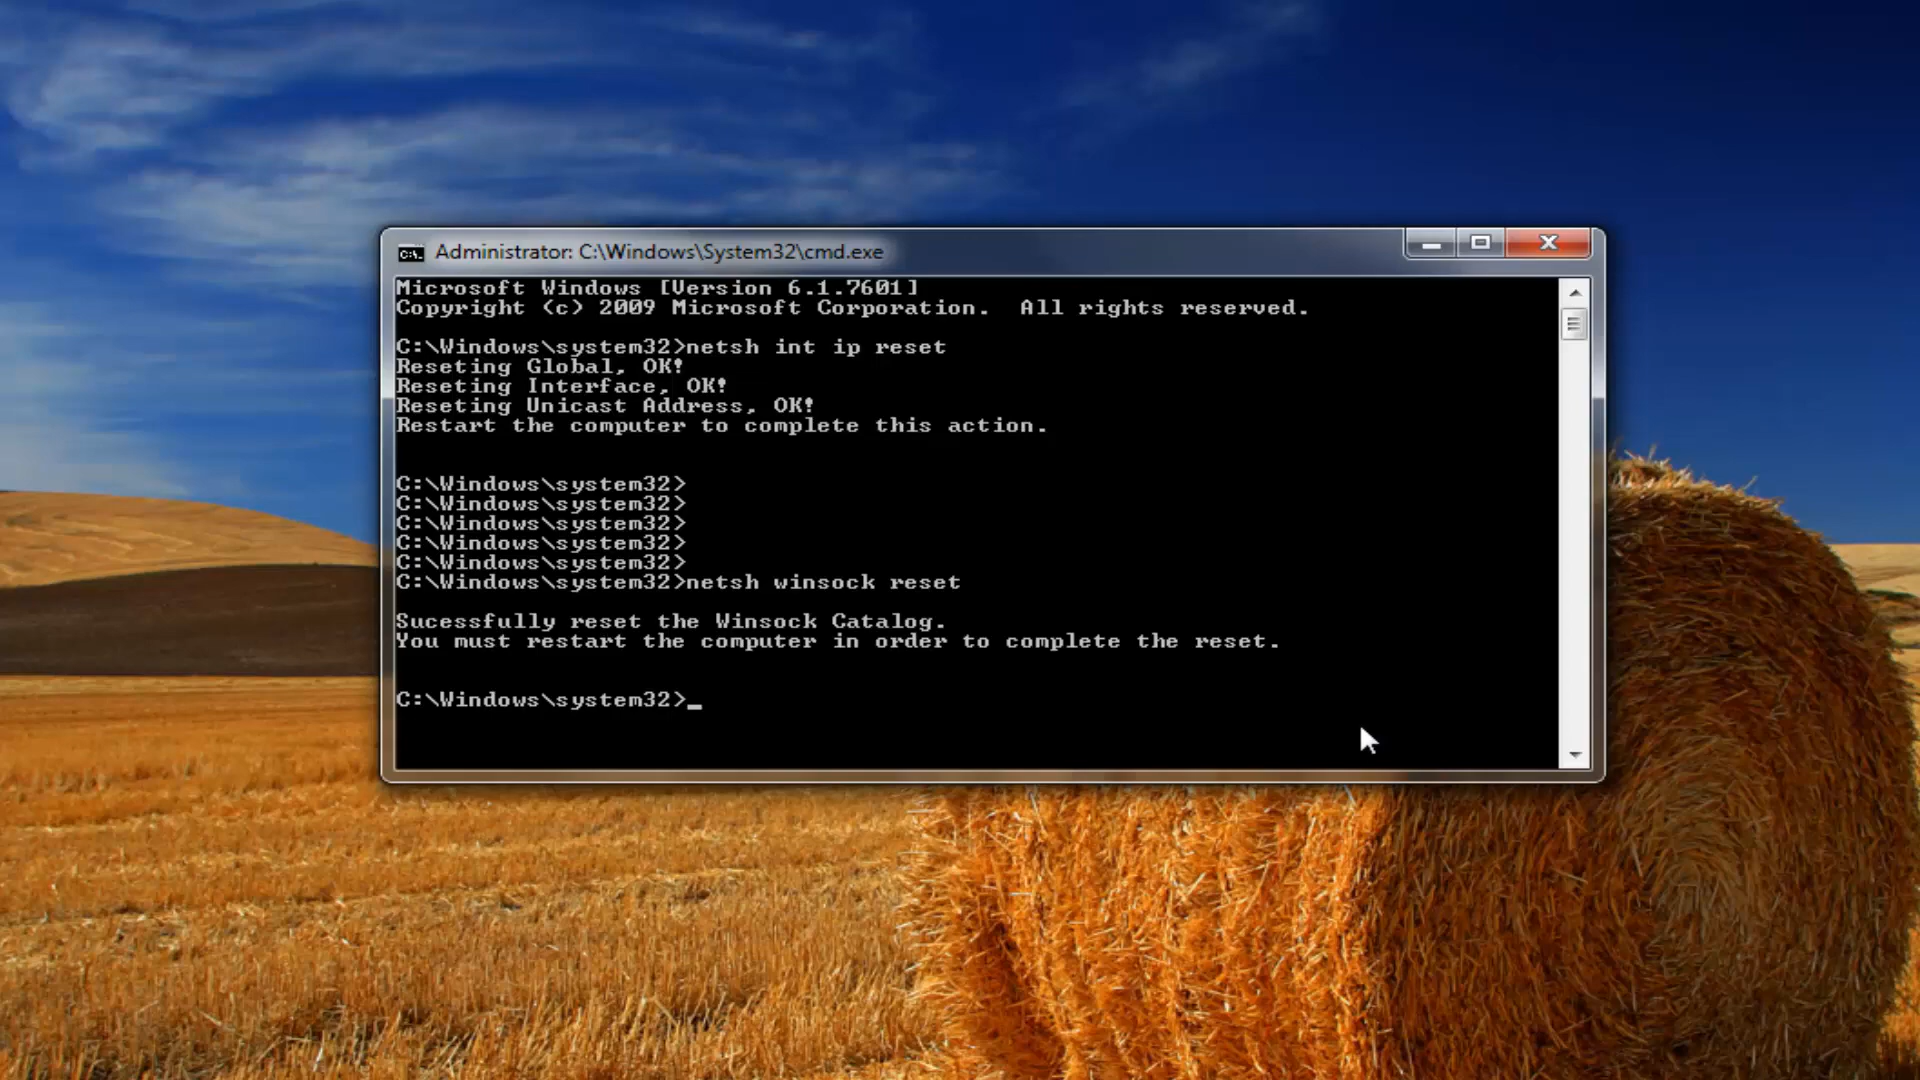 Administrator: C:\Windows\System32\cmd.exe
Microsoft Windows [Version 6.1.7601]
Copyright (c) 2009 Microsoft Corporation.  All rights reserved.
C:\Windows\system32>netsh int ip reset
Reseting Global, OK!
Reseting Interface, OK!
Reseting Unicast Address, OK!
Restart the computer to complete this action.
C:\Windows\system32>
C:\Windows\system32>
C:\Windows\system32>
C:\Windows\system32>
C:\Windows\system32>
C:\Windows\system32>netsh winsock reset
Sucessfully reset the Winsock Catalog.
You must restart the computer in order to complete the reset.
C:\Windows\system32>_